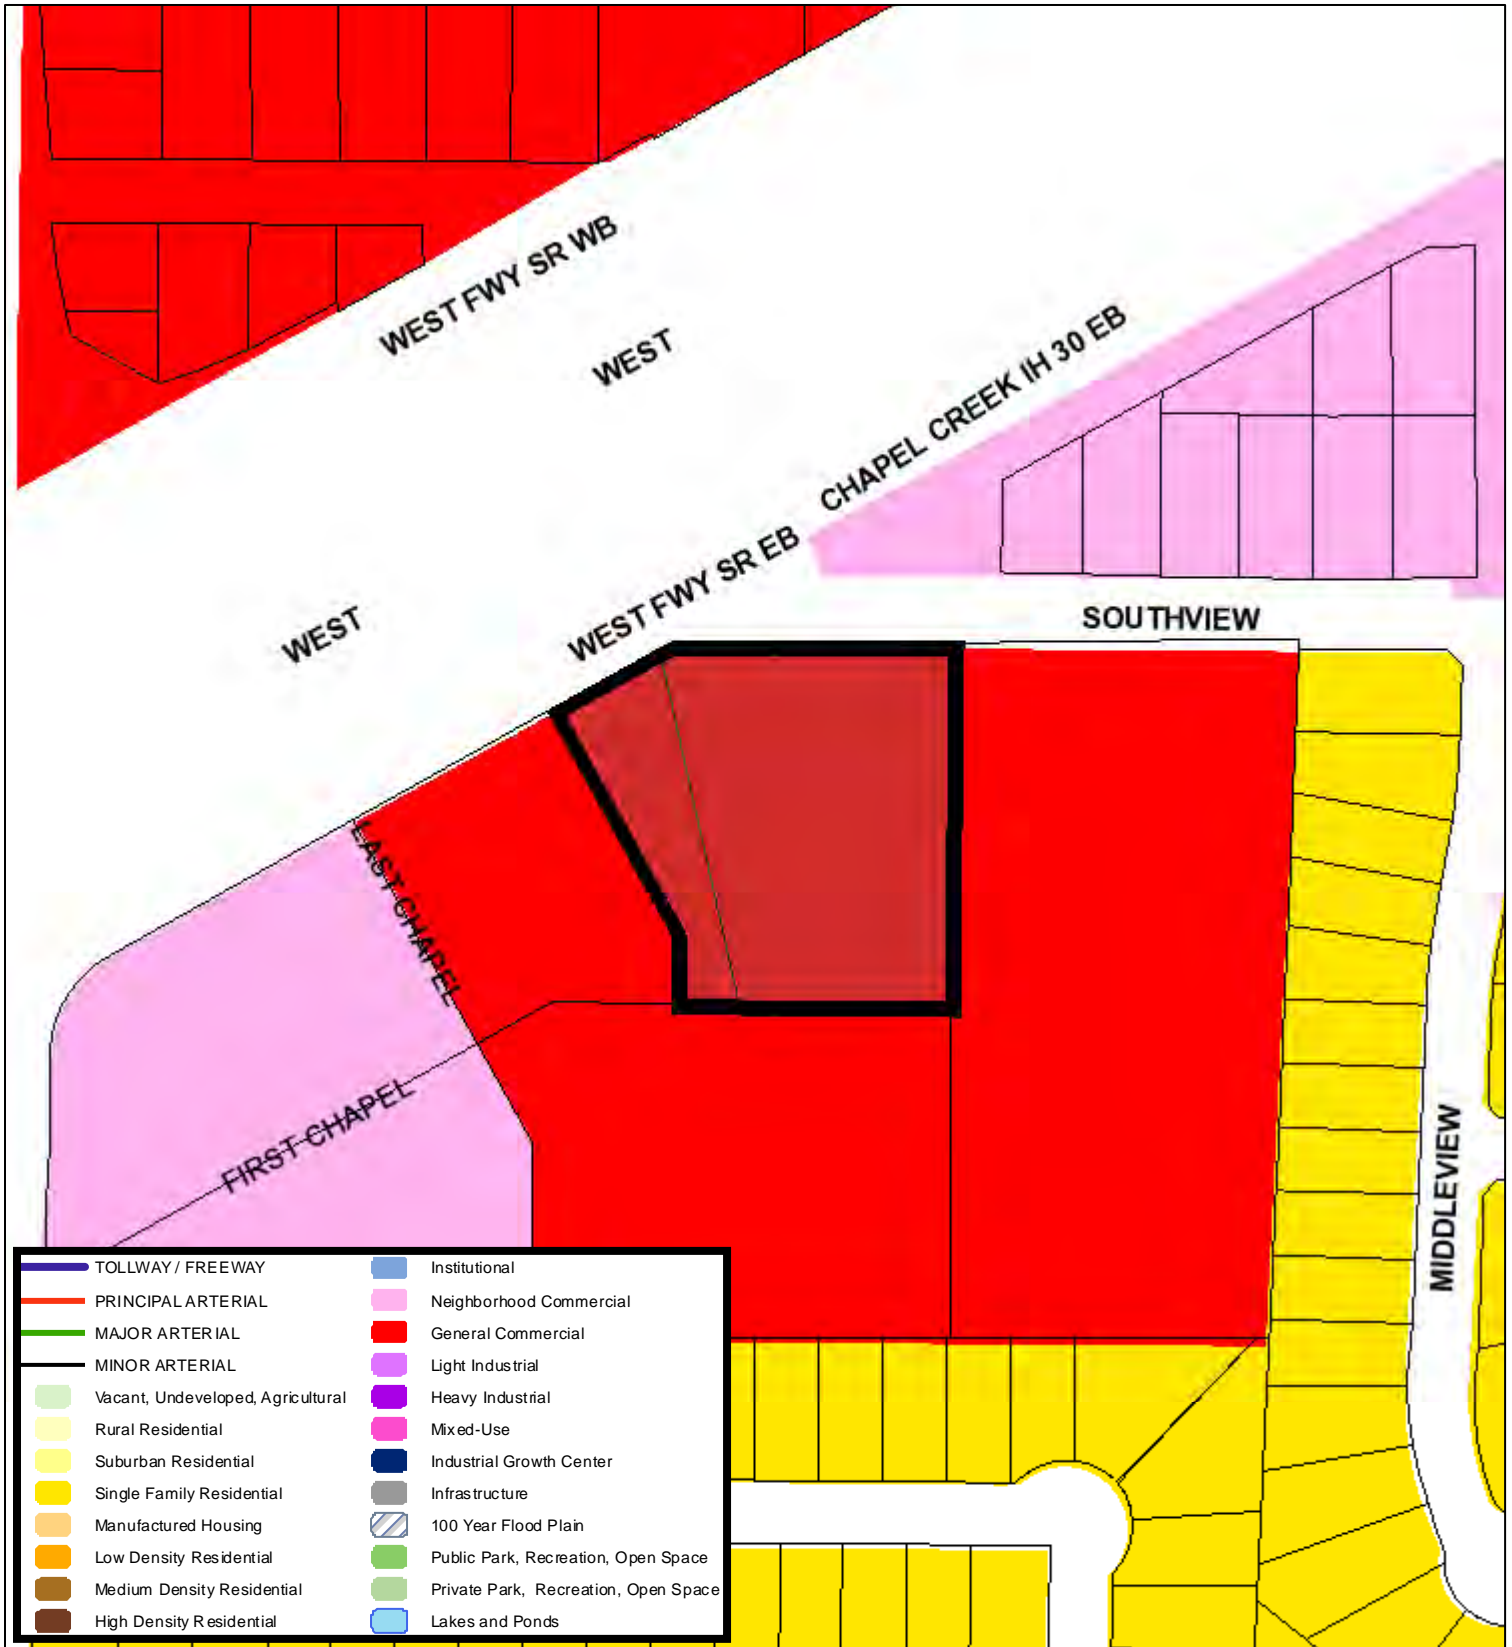 WEST FWY SR WB
WEST
CHAPEL CREEK IH 30 EB
WEST FWY SR EB
WEST
SOUTHVIEW
LAST CHAPEL
FIRST CHAPEL
MIDDLEVIEW
TOLLWAY / FREEWAY
PRINCIPAL ARTERIAL
MAJOR ARTERIAL
MINOR ARTERIAL
Vacant, Undeveloped, Agricultural
Rural Residential
Suburban Residential
Single Family Residential
Manufactured Housing
Low Density Residential
Medium Density Residential
High Density Residential
Institutional
Neighborhood Commercial
General Commercial
Light Industrial
Heavy Industrial
Mixed-Use
Industrial Growth Center
Infrastructure
100 Year Flood Plain
Public Park, Recreation, Open Space
Private Park, Recreation, Open Space
Lakes and Ponds